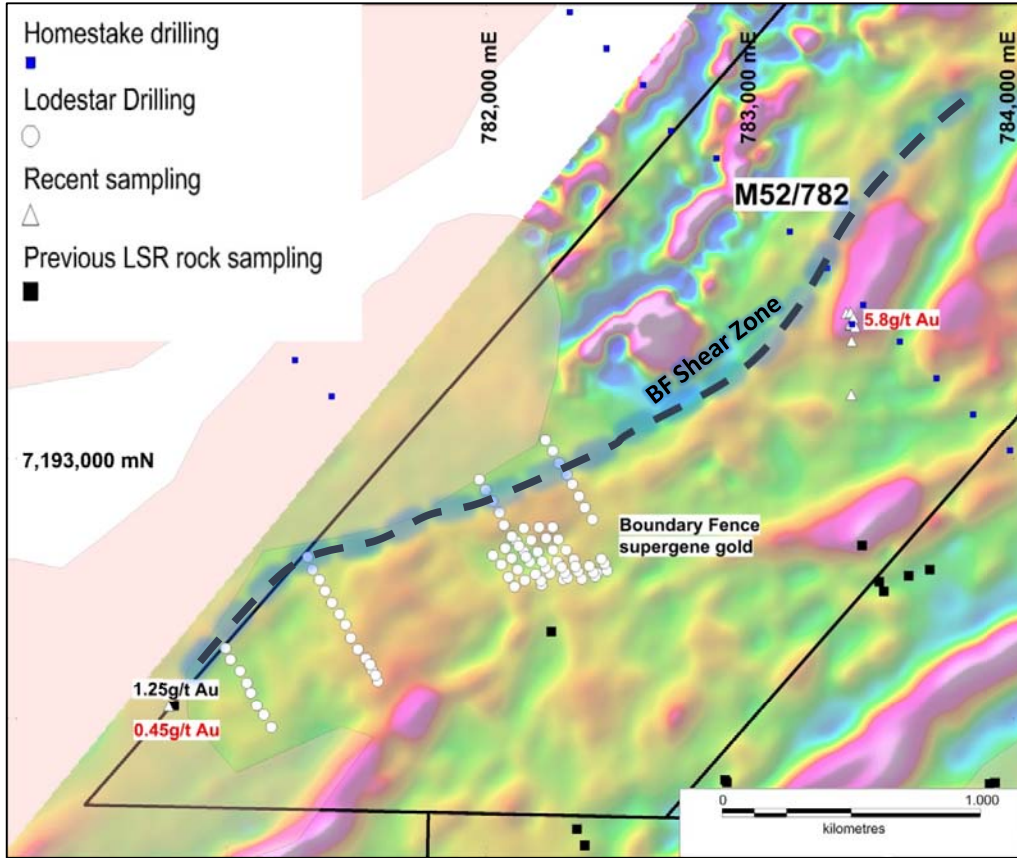 Homestake drilling
Lodestar Drilling
Recent sampling
Previous LSR rock sampling
782,000 mE
783,000 mE
784,000 mE
M52/782
5.8g/t Au
BF Shear Zone
7,193,000 mN
Boundary Fence
supergene gold
1.25g/t Au
0.45g/t Au
0
1.000
kilometres